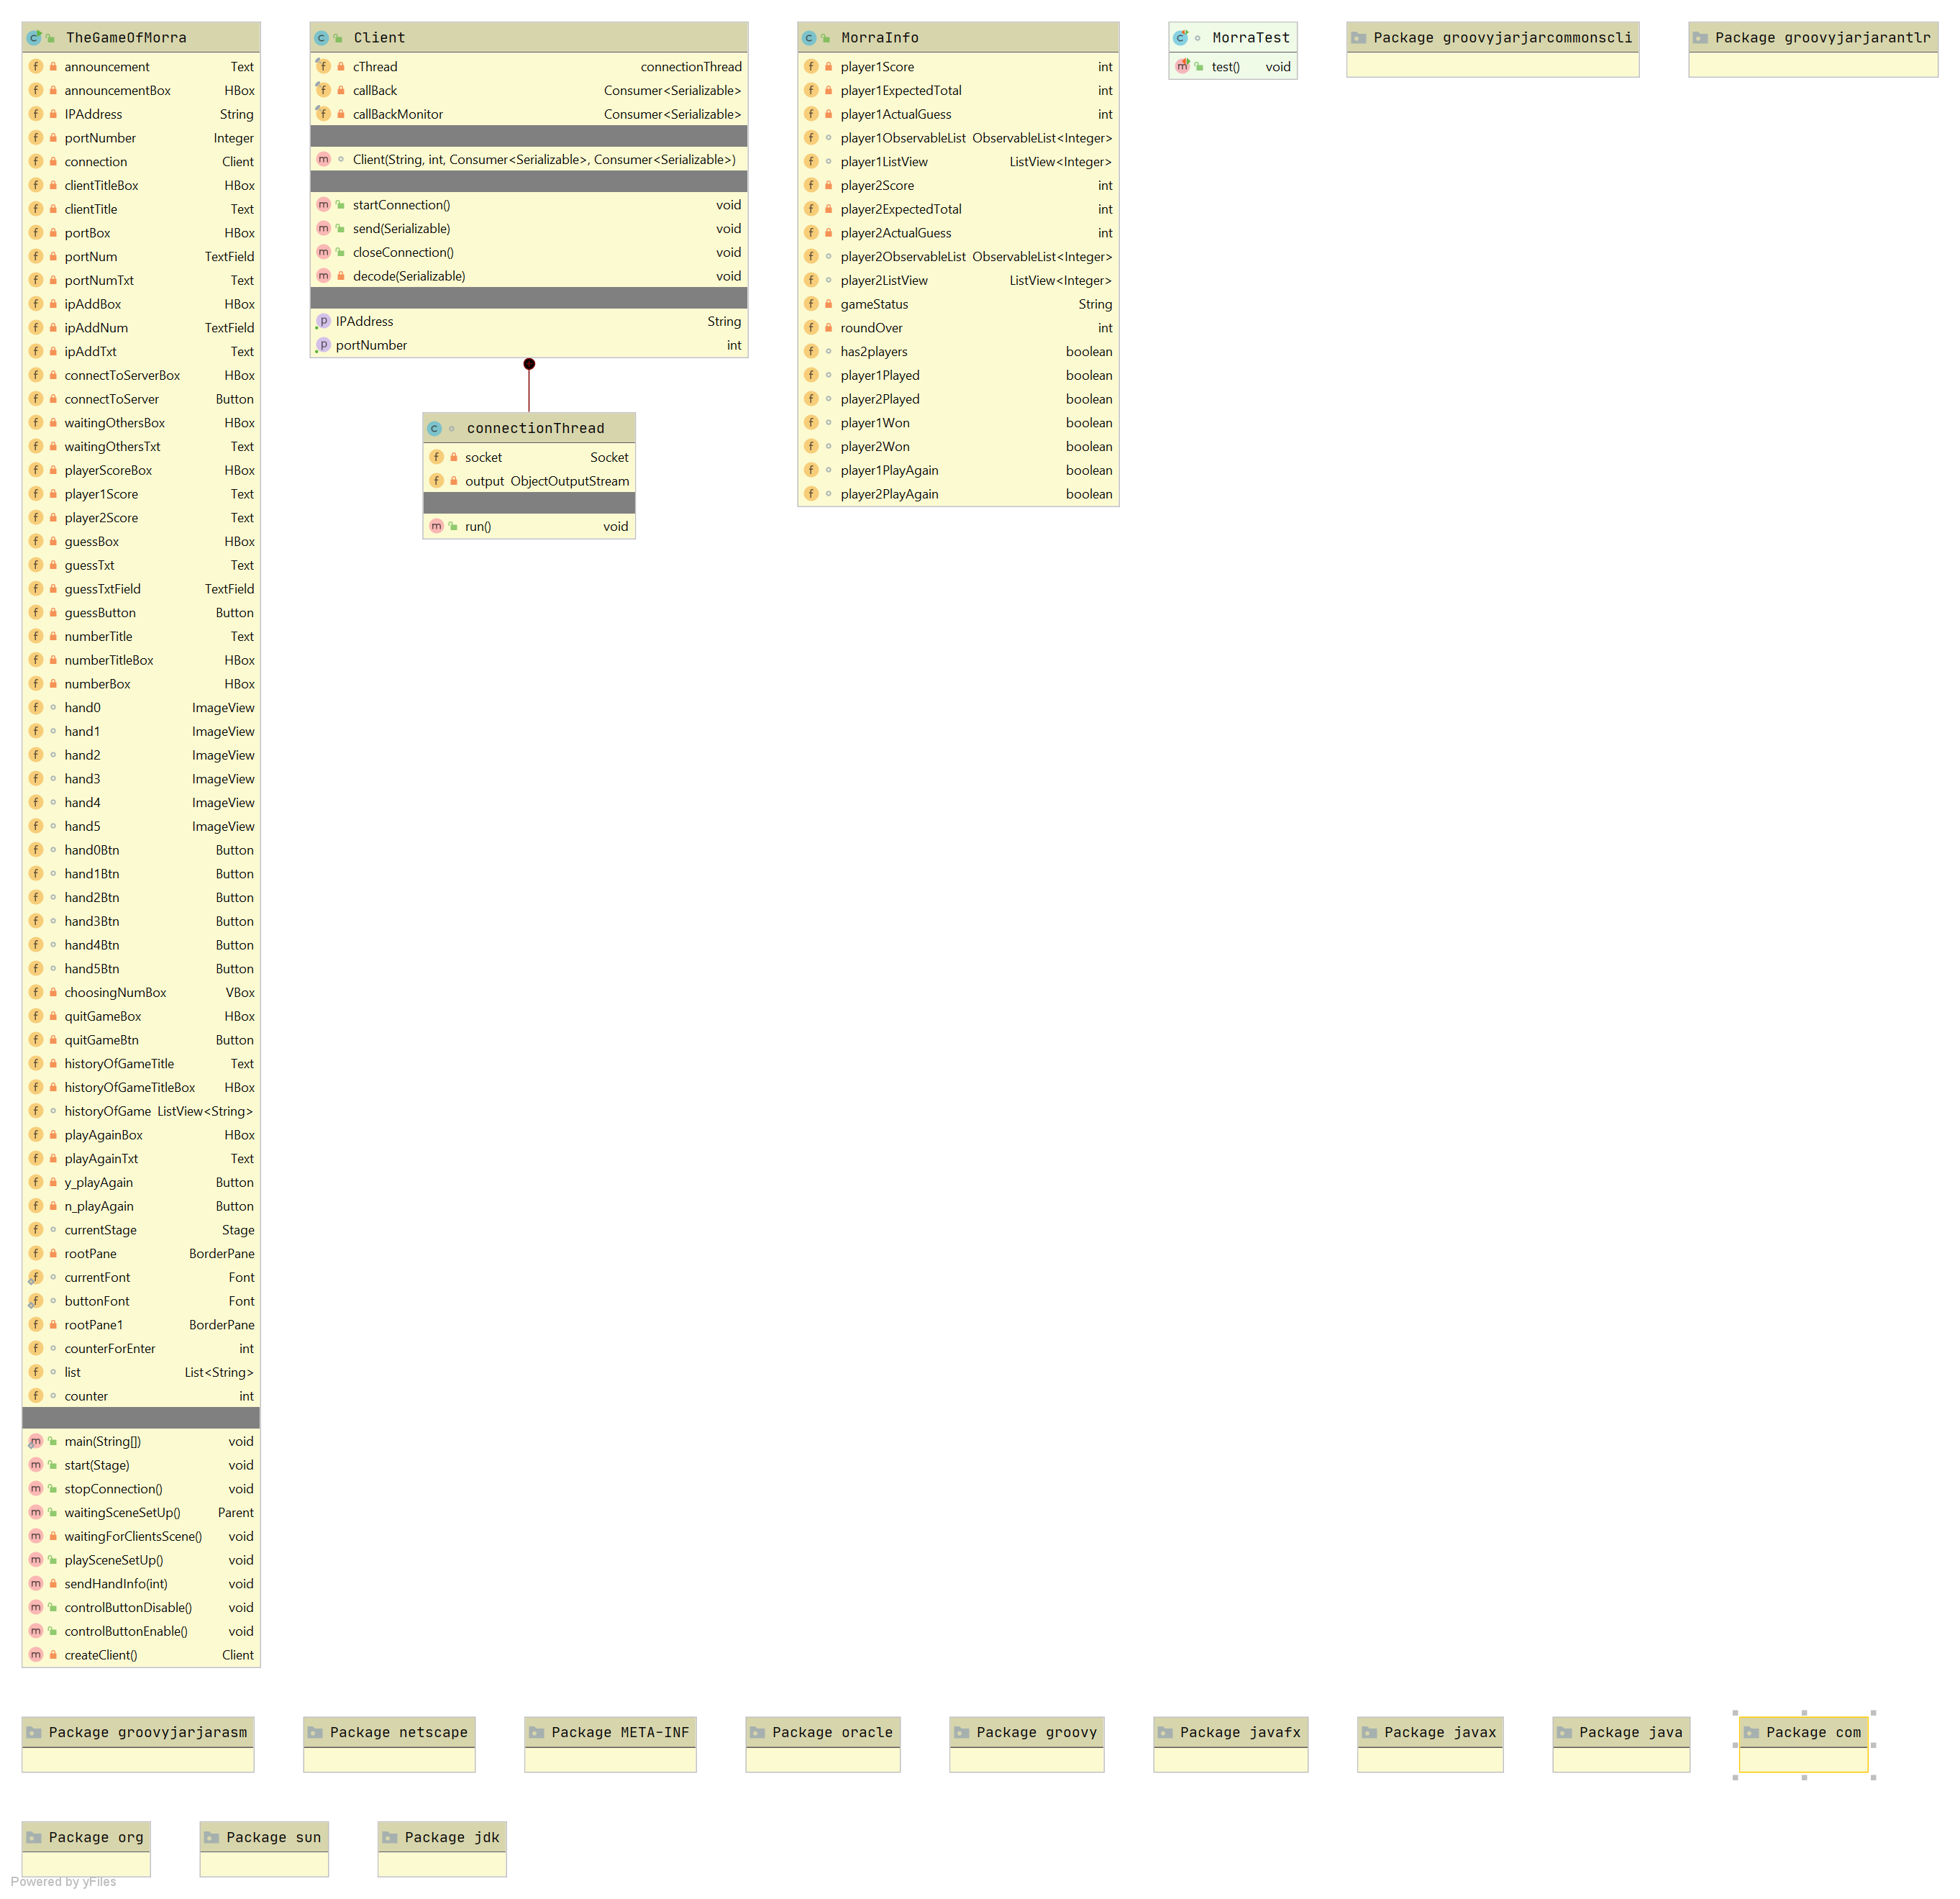 TheGameOfMorra
announcement Text
announcementBox HBox
IPAddress String
portNumber Integer
connection Client
clientTitleBox HBox
clientTitle Text
portBox HBox
portNum TextField
portNumTxt Text
ipAddBox HBox
ipAddNum TextField
ipAddTxt Text
connectToServerBox HBox
connectToServer Button
waitingOthersBox HBox
waitingOthersTxt Text
playerScoreBox HBox
player1Score Text
player2Score Text
guessBox HBox
guessTxt Text
guessTxtField TextField
guessButton Button
numberTitle Text
numberTitleBox HBox
numberBox HBox
hand0 ImageView
hand1 ImageView
hand2 ImageView
hand3 ImageView
hand4 ImageView
hand5 ImageView
hand0Btn Button
hand1Btn Button
hand2Btn Button
hand3Btn Button
hand4Btn Button
hand5Btn Button
choosingNumBox VBox
quitGameBox HBox
quitGameBtn Button
historyOfGameTitle Text
historyOfGameTitleBox HBox
historyOfGame ListView<String>
playAgainBox HBox
playAgainTxt Text
y_playAgain Button
n_playAgain Button
currentStage Stage
rootPane BorderPane
currentFont Font
buttonFont Font
rootPane1 BorderPane
counterForEnter int
list List<String>
counter int
main(String[]) void
start(Stage) void
stopConnection() void
waitingSceneSetUp() Parent
waitingForClientsScene() void
playSceneSetUp() void
sendHandInfo(int) void
controlButtonDisable() void
controlButtonEnable() void
createClient() Client
Client
cThread connectionThread
callBack Consumer<Serializable>
callBackMonitor Consumer<Serializable>
Client(String, int, Consumer<Serializable>, Consumer<Serializable>)
startConnection() void
send(Serializable) void
closeConnection() void
decode(Serializable) void
IPAddress String
portNumber int
connectionThread
socket Socket
output ObjectOutputStream
run() void
MorraInfo
player1Score int
player1ExpectedTotal int
player1ActualGuess int
player1ObservableList ObservableList<Integer>
player1ListView ListView<Integer>
player2Score int
player2ExpectedTotal int
player2ActualGuess int
player2ObservableList ObservableList<Integer>
player2ListView ListView<Integer>
gameStatus String
roundOver int
has2players boolean
player1Played boolean
player2Played boolean
player1Won boolean
player2Won boolean
player1PlayAgain boolean
player2PlayAgain boolean
MorraTest
test() void
Package groovyjarjarcommonscli
Package groovyjarjarantlr
Package groovyjarjarasm
Package netscape
Package META-INF
Package oracle
Package groovy
Package javafx
Package javax
Package java
Package com
Package org
Package sun
Package jdk
Powered by yFiles